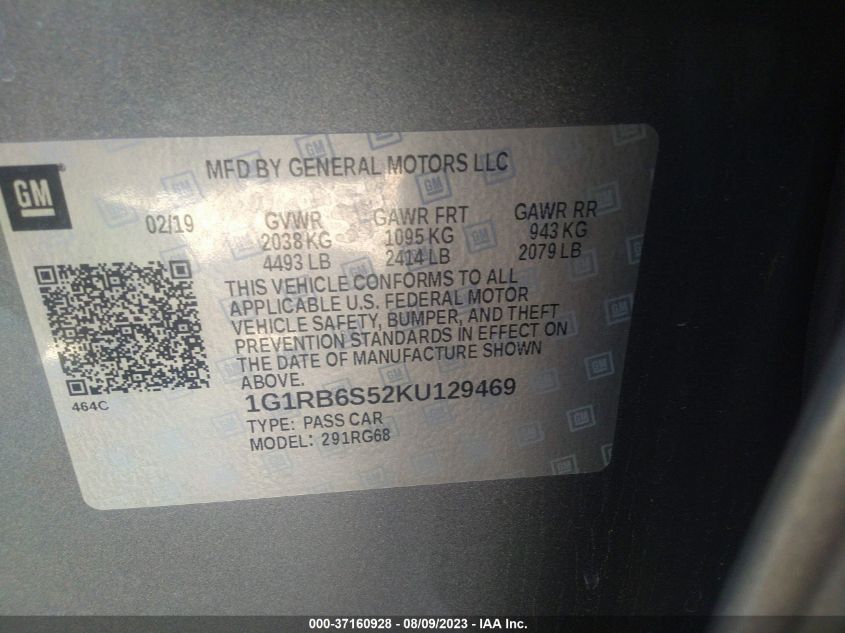 MFD BY GENERAL MOTORS LLC
GM
02/19 GVWR GAWR FRT GAWR RR
2038 KG 1095 KG 943 KG
4493 LB 2414 LB 2079 LB
THIS VEHICLE CONFORMS TO ALL
APPLICABLE U.S. FEDERAL MOTOR
VEHICLE SAFETY, BUMPER, AND THEFT
PREVENTION STANDARDS IN EFFECT ON
THE DATE OF MANUFACTURE SHOWN
ABOVE.
464C
1G1RB6S52KU129469
TYPE: PASS CAR
MODEL: 291RG68
000-37160928 - 08/09/2023 - IAA Inc.